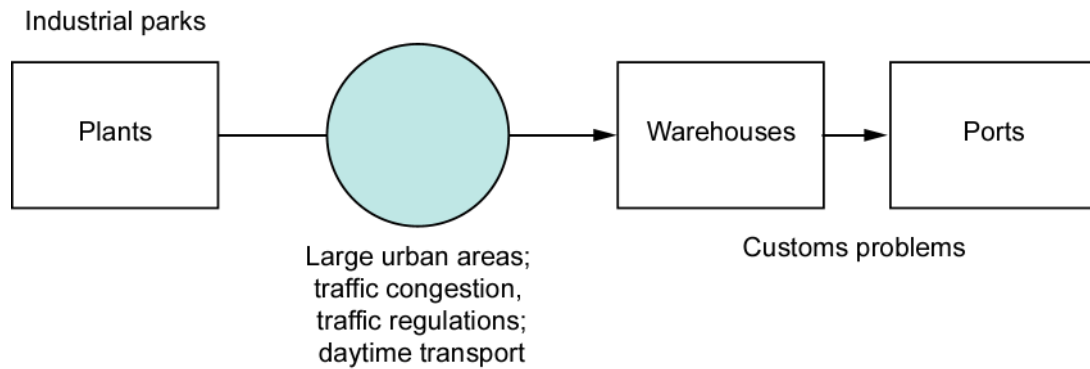 Industrial parks
Plants
Warehouses
Ports
Large urban areas;
traffic congestion,
traffic regulations;
daytime transport
Customs problems